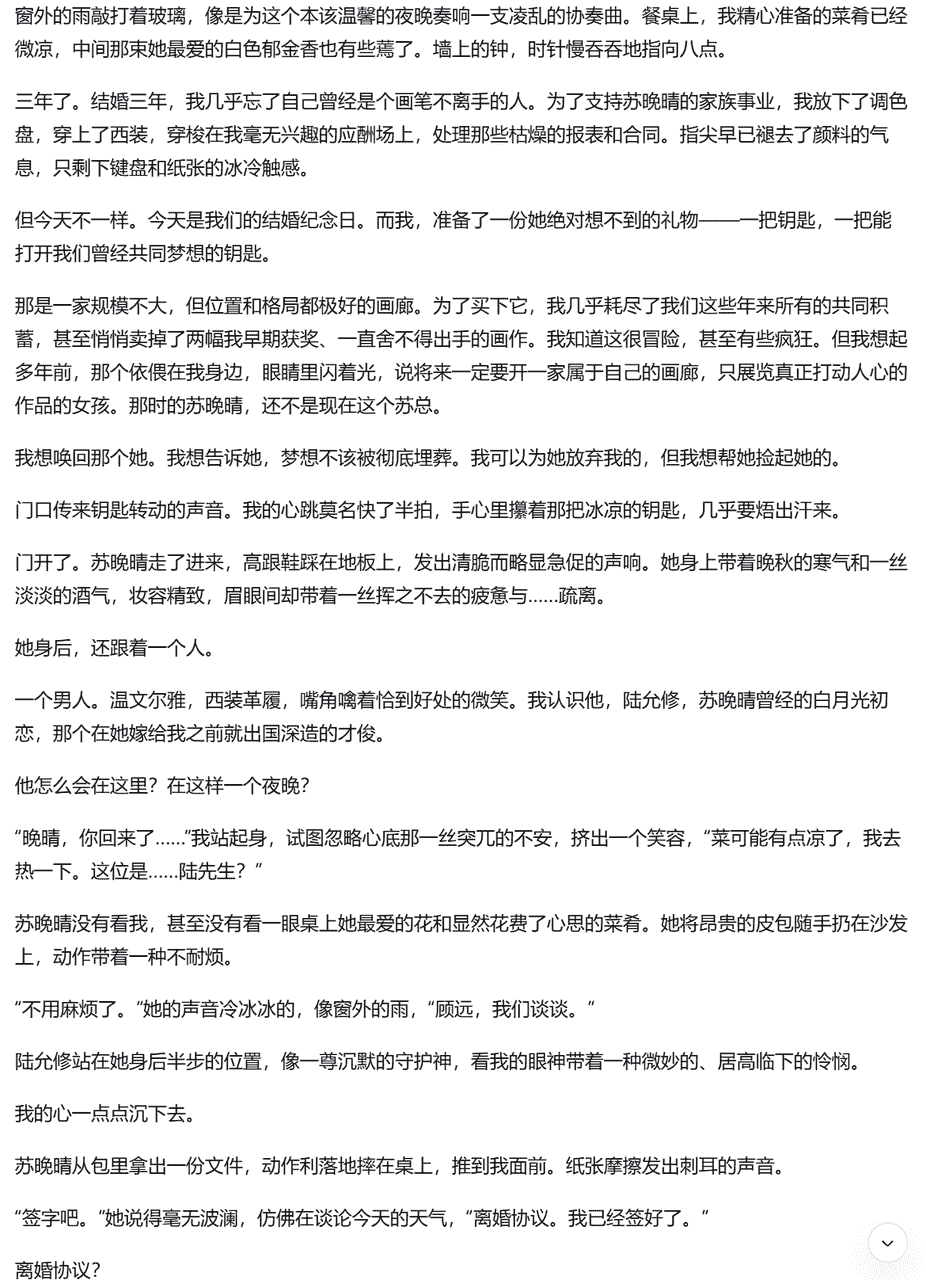 窗外的雨敲打着玻璃，像是为这个本该温馨的夜晚奏响一支凌乱的协奏曲。餐桌上，我精心准备的菜肴已经
微凉，中间那束她最爱的白色郁金香也有些蔫了。墙上的钟，时针慢吞吞地指向八点。
三年了。结婚三年，我几乎忘了自己曾经是个画笔不离手的人。为了支持苏晚晴的家族事业，我放下了调色
盘，穿上了西装，穿梭在我毫无兴趣的应酬场上，处理那些枯燥的报表和合同。指尖早已褪去了颜料的气
息，只剩下键盘和纸张的冰冷触感。
但今天不一样。今天是我们的结婚纪念日。而我，准备了一份她绝对想不到的礼物——一把钥匙，一把能
打开我们曾经共同梦想的钥匙。
那是一家规模不大，但位置和格局都极好的画廊。为了买下它，我几乎耗尽了我们这些年来所有的共同积
蓄，甚至悄悄卖掉了两幅我早期获奖、一直舍不得出手的画作。我知道这很冒险，甚至有些疯狂。但我想起
多年前，那个依偎在我身边，眼睛里闪着光，说将来一定要开一家属于自己的画廊，只展览真正打动人心的
作品的女孩。那时的苏晚晴，还不是现在这个苏总。
我想唤回那个她。我想告诉她，梦想不该被彻底埋葬。我可以为她放弃我的，但我想帮她捡起她的。
门口传来钥匙转动的声音。我的心跳莫名快了半拍，手心里攥着那把冰凉的钥匙，几乎要焐出汗来。
门开了。苏晚晴走了进来，高跟鞋踩在地板上，发出清脆而略显急促的声响。她身上带着晚秋的寒气和一丝
淡淡的酒气，妆容精致，眉眼间却带着一丝挥之不去的疲惫与……疏离。
她身后，还跟着一个人。
一个男人。温文尔雅，西装革履，嘴角噙着恰到好处的微笑。我认识他，陆允修，苏晚晴曾经的白月光初
恋，那个在她嫁给我之前就出国深造的才俊。
他怎么会在这里？在这样一个夜晚？
“晚晴，你回来了……”我站起身，试图忽略心底那一丝突兀的不安，挤出一个笑容，“菜可能有点凉了，我去
热一下。这位是……陆先生？”
苏晚晴没有看我，甚至没有看一眼桌上她最爱的花和显然花费了心思的菜肴。她将昂贵的皮包随手扔在沙发
上，动作带着一种不耐烦。
“不用麻烦了。”她的声音冷冰冰的，像窗外的雨，“顾远，我们谈谈。”
陆允修站在她身后半步的位置，像一尊沉默的守护神，看我的眼神带着一种微妙的、居高临下的怜悯。
我的心一点点沉下去。
苏晚晴从包里拿出一份文件，动作利落地摔在桌上，推到我面前。纸张摩擦发出刺耳的声音。
“签字吧。”她说得毫无波澜，仿佛在谈论今天的天气，“离婚协议。我已经签好了。”
离婚协议？